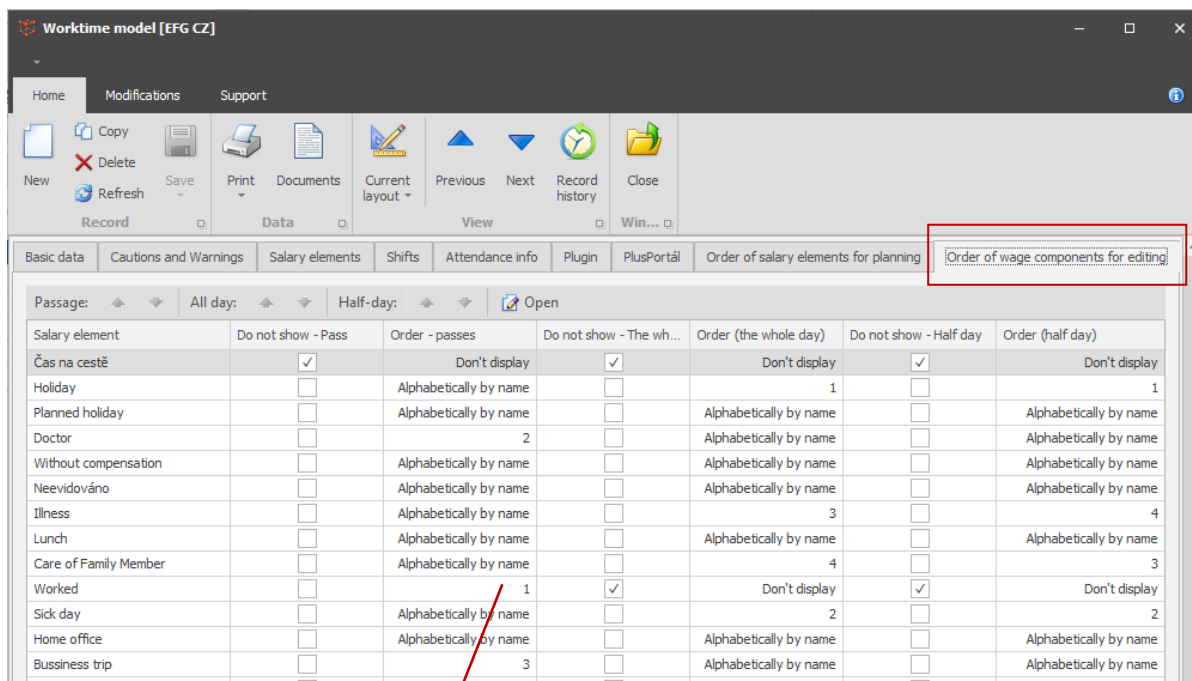 Worktime model [EFG CZ]
Home Modifications Support
New Copy Delete Refresh Save Print Documents Current layout Previous Next Record history Close
Record Data View Win...
Basic data Cautions and Warnings Salary elements Shifts Attendance info Plugin PlusPortál Order of salary elements for planning Order of wage components for editing
Passage: All day: Half-day: Open
Salary element Do not show - Pass Order - passes Do not show - The wh... Order (the whole day) Do not show - Half day Order (half day)
Čas na cestě Don't display Don't display Don't display
Holiday Alphabetically by name 1 1
Planned holiday Alphabetically by name Alphabetically by name Alphabetically by name
Doctor 2 Alphabetically by name Alphabetically by name
Without compensation Alphabetically by name Alphabetically by name Alphabetically by name
Neevidováno Alphabetically by name Alphabetically by name Alphabetically by name
Illness Alphabetically by name 3 4
Lunch Alphabetically by name Alphabetically by name Alphabetically by name
Care of Family Member Alphabetically by name 4 3
Worked 1 Don't display Don't display
Sick day Alphabetically by name 2 2
Home office Alphabetically by name Alphabetically by name Alphabetically by name
Bussiness trip 3 Alphabetically by name Alphabetically by name